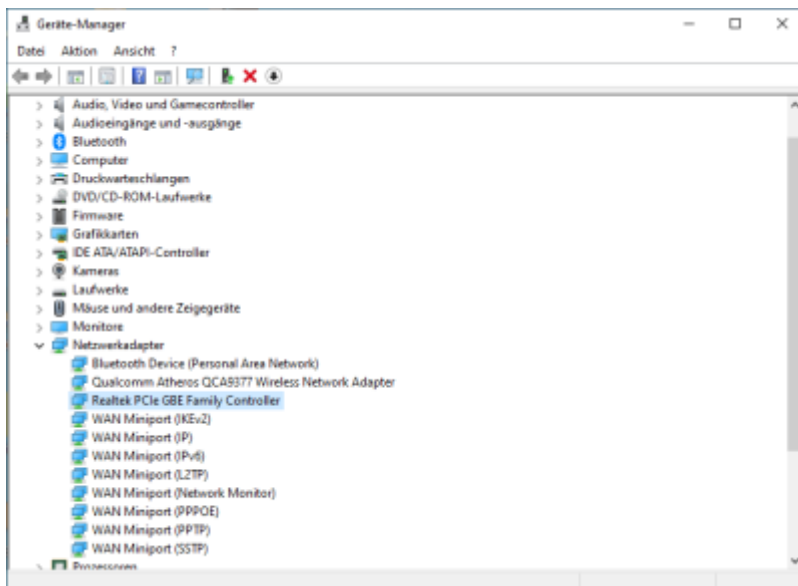 Geräte-Manager
Datei Aktion Ansicht ?
Audio, Video und Gamecontroller
Audioeingänge und -ausgänge
Bluetooth
Computer
Druckwarteschlangen
DVD/CD-ROM-Laufwerke
Firmware
Grafikkarten
IDE ATA/ATAPI-Controller
Kameras
Laufwerke
Mäuse und andere Zeigegeräte
Monitore
Netzwerkadapter
Bluetooth Device (Personal Area Network)
Qualcomm Atheros QCA9377 Wireless Network Adapter
Realtek PCIe GBE Family Controller
WAN Miniport (IKEv2)
WAN Miniport (IP)
WAN Miniport (IPv6)
WAN Miniport (L2TP)
WAN Miniport (Network Monitor)
WAN Miniport (PPPOE)
WAN Miniport (PPTP)
WAN Miniport (SSTP)
Prozessoren